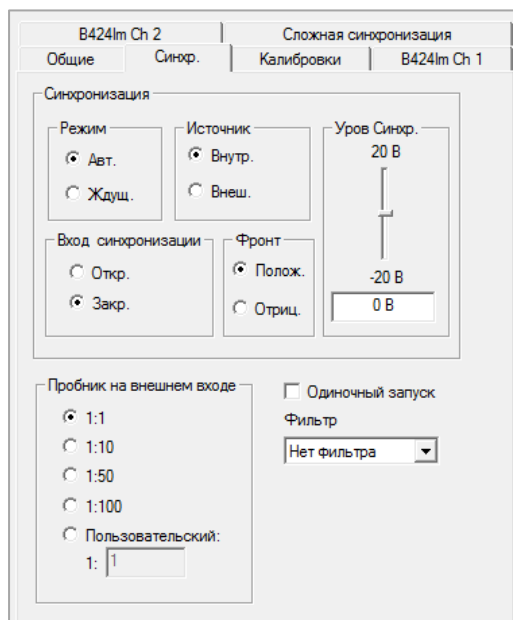 B424Im Ch 2
Сложная синхронизация
Общие
Синхр.
Калибровки
B424Im Ch 1
Синхронизация
Режим
Авт.
Ждущ.
Источник
Внутр.
Внеш.
Уров Синхр.
20 В
-20 В
0 В
Вход синхронизации
Откр.
Закр.
Фронт
Полож.
Отриц.
Пробник на внешнем входе
1:1
1:10
1:50
1:100
Пользовательский:
1: 1
Одиночный запуск
Фильтр
Нет фильтра